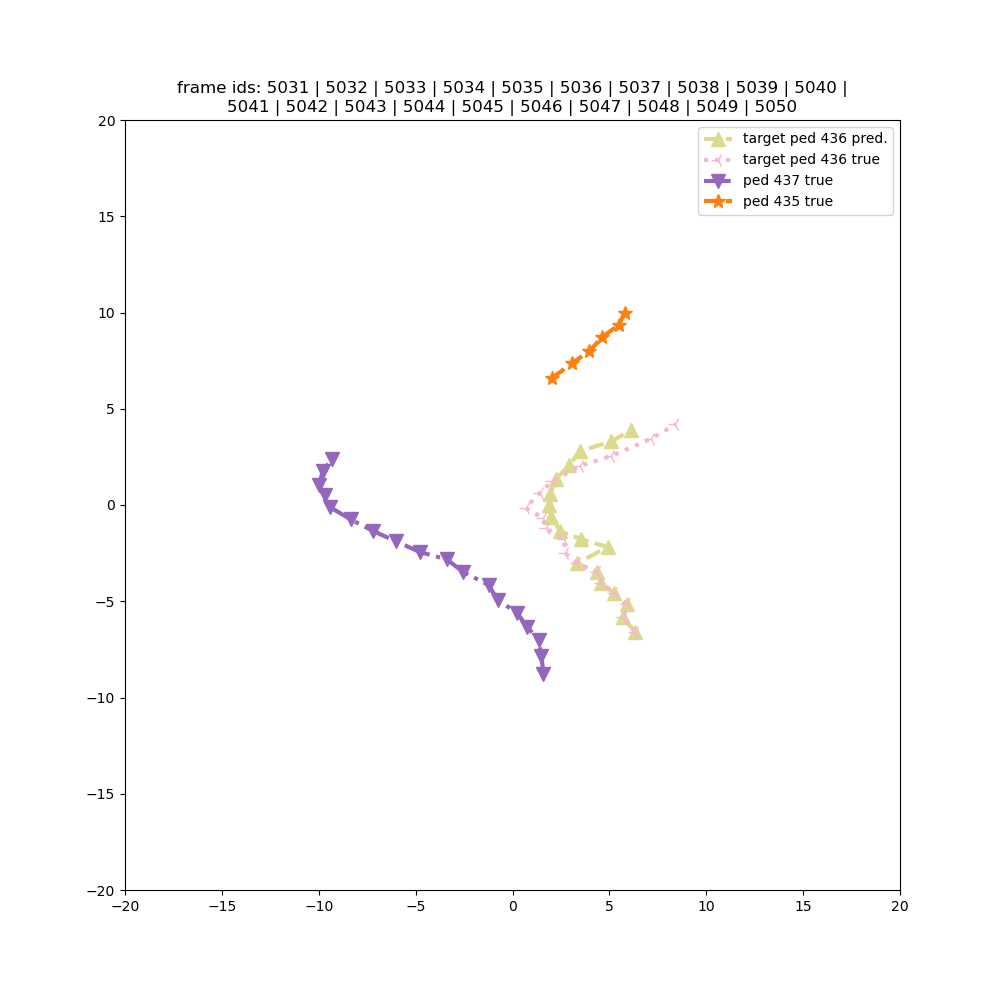 frame ids: 5031 | 5032 | 5033 | 5034 | 5035 | 5036 | 5037 | 5038 | 5039 | 5040 |
5041 | 5042 | 5043 | 5044 | 5045 | 5046 | 5047 | 5048 | 5049 | 5050
target ped 436 pred.
target ped 436 true
ped 437 true
ped 435 true
20
15
10
5
0
−5
−10
−15
−20
−20 −15 −10 −5 0 5 10 15 20